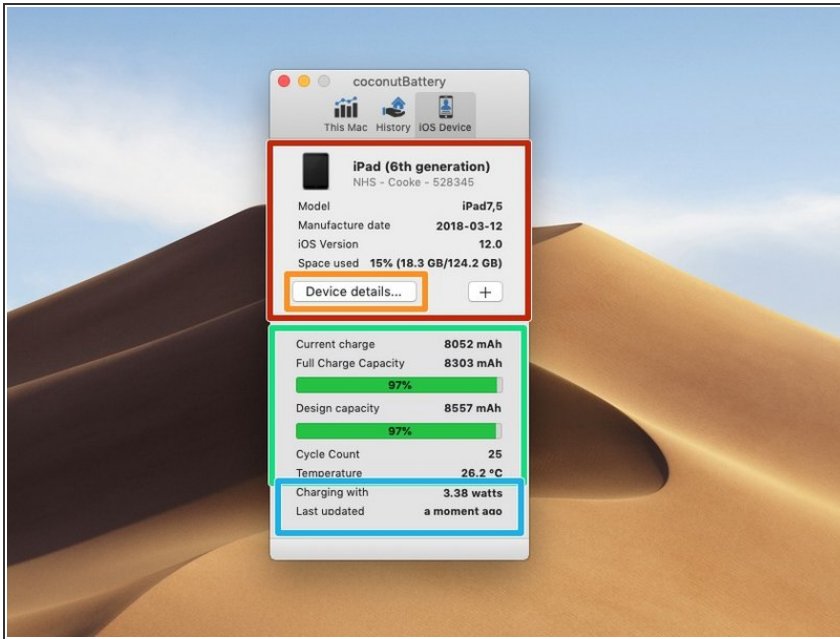 coconutBattery
This Mac History iOS Device
iPad (6th generation)
NHS - Cooke - 528345
Model iPad7,5
Manufacture date 2018-03-12
iOS Version 12.0
Space used 15% (18.3 GB/124.2 GB)
Device details... +
Current charge 8052 mAh
Full Charge Capacity 8303 mAh
97%
Design capacity 8557 mAh
97%
Cycle Count 25
Temperature 26.2 °C
Charging with 3.38 watts
Last updated a moment ago